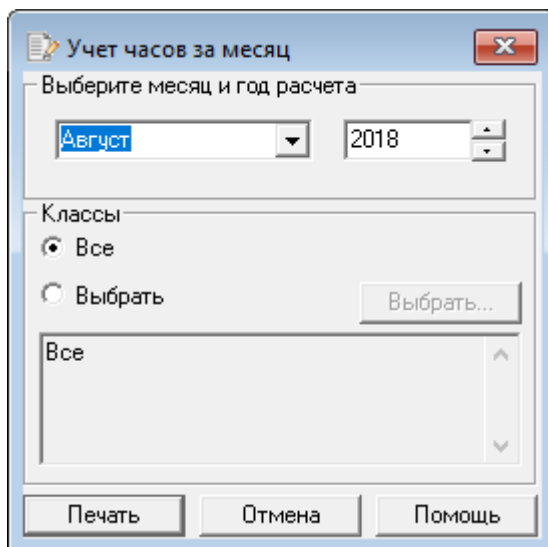 Учет часов за месяц
Выберите месяц и год расчета
Август 2018
Классы
Все
Выбрать Выбрать...
Все
Печать Отмена Помощь